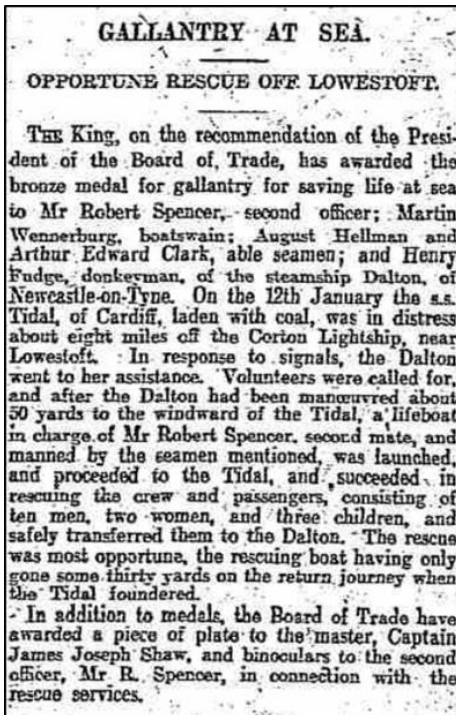 GALLANTRY AT SEA.
OPPORTUNE RESCUE OFF LOWESTOFT.
THE King, on the recommendation of the Presi-
dent of the Board of Trade, has awarded the
bronze medal for gallantry for saving life at sea
to Mr Robert Spencer, second officer; Martin
Wennerburg, boatswain; August Hellman and
Arthur Edward Clark, able seamen; and Henry
Fudge, donkeyman, of the steamship Dalton, of
Newcastle-on-Tyne. On the 12th January the s.s.
Tidal, of Cardiff, laden with coal, was in distress
about eight miles off the Corton Lightship, near
Lowestoft. In response to signals, the Dalton
went to her assistance. Volunteers were called for,
and after the Dalton had been manœuvred about
50 yards to the windward of the Tidal, a lifeboat
in charge of Mr Robert Spencer, second mate, and
manned by the seamen mentioned, was launched,
and proceeded to the Tidal, and succeeded in
rescuing the crew and passengers, consisting of
ten men, two women, and three children, and
safely transferred them to the Dalton. The rescue
was most opportune, the rescuing boat having only
gone some thirty yards on the return journey when
the Tidal foundered.
In addition to medals, the Board of Trade have
awarded a piece of plate to the master, Captain
James Joseph Shaw, and binoculars to the second
officer, Mr R. Spencer, in connection with the
rescue services.